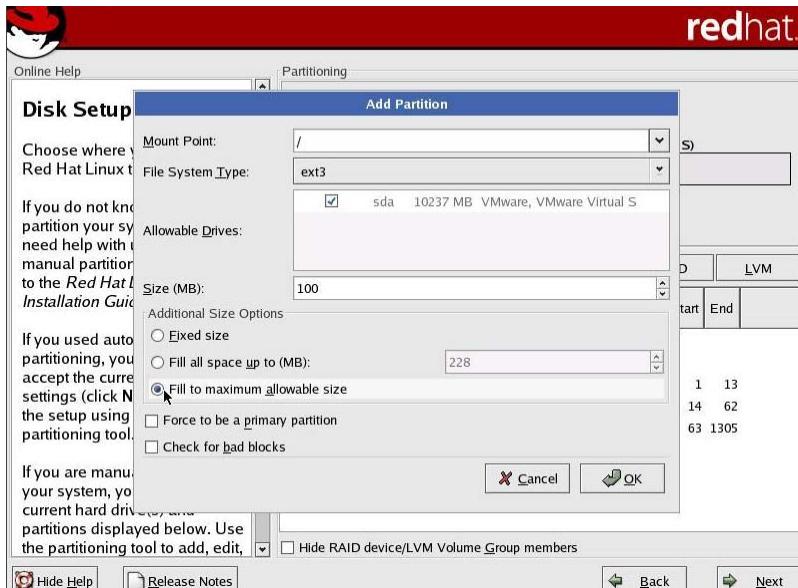 redhat.
Online Help
Disk Setup
Choose where
Red Hat Linux t
If you do not kno
partition your sy
need help with
manual partition
to the Red Hat
Installation Guid
If you used auto
partitioning, you
accept the curre
settings (click N
the setup using
partitioning tool.
If you are manu
your system, yo
current hard drive(s) and
partitions displayed below. Use
the partitioning tool to add, edit,
Partitioning
Add Partition
Mount Point:
/
File System Type:
ext3
Allowable Drives:
sda 10237 MB VMware, VMware Virtual S
Size (MB):
100
Additional Size Options
Fixed size
Fill all space up to (MB):
228
Fill to maximum allowable size
Force to be a primary partition
Check for bad blocks
Cancel
OK
S)
D
LVM
tart End
1 13
14 62
63 1305
Hide RAID device/LVM Volume Group members
Hide Help
Release Notes
Back
Next